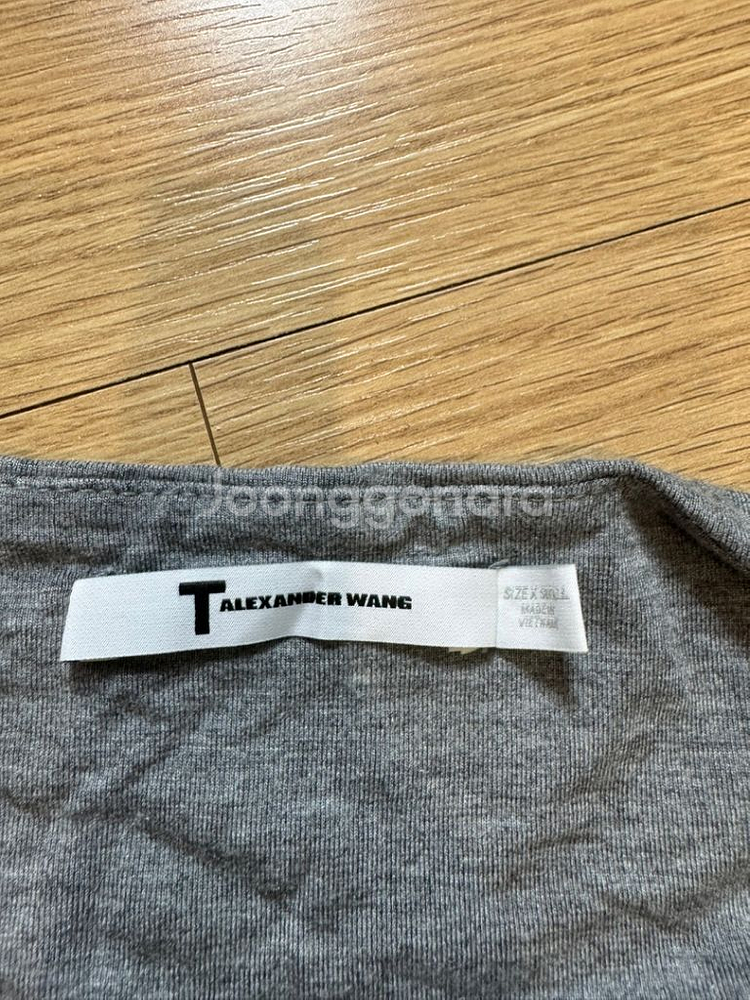 Joonggonara
T ALEXANDER WANG
SIZE X SMALL
MADE IN
VIETNAM